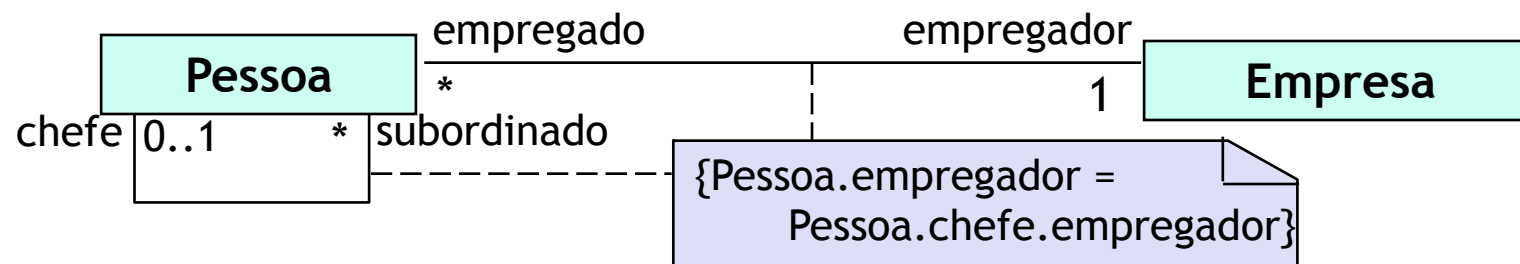 empregado
empregador
Pessoa
*
1
Empresa
chefe
0..1
*
subordinado
{Pessoa.empregador =
Pessoa.chefe.empregador}